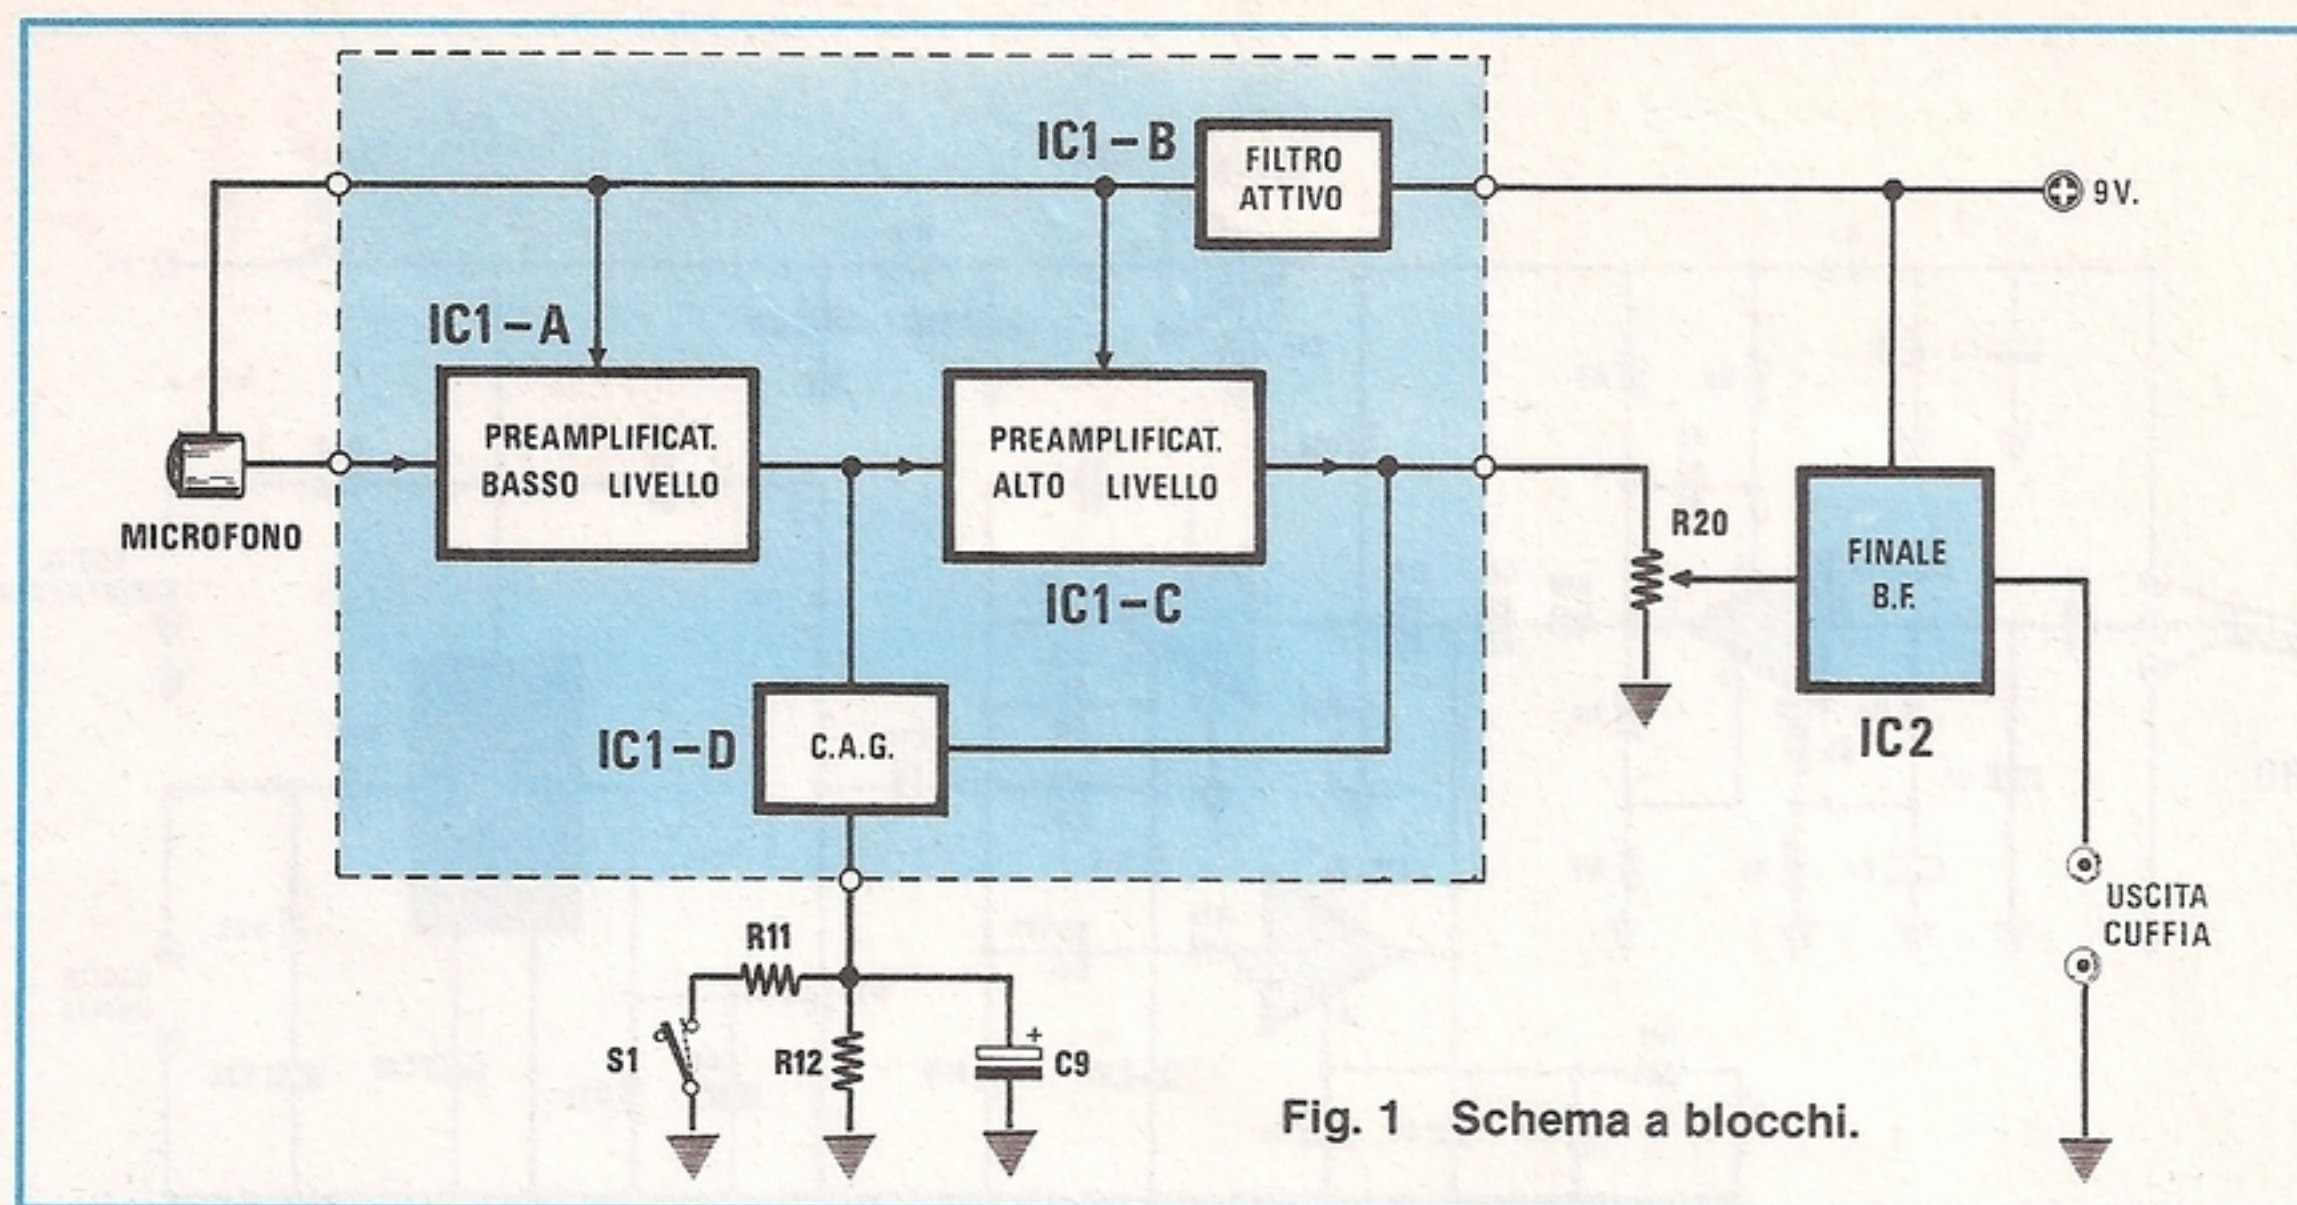 IC1-B
FILTRO
ATTIVO
9V.
IC1-A
PREAMPLIFICAT.
BASSO LIVELLO
PREAMPLIFICAT.
ALTO LIVELLO
MICROFONO
R20
FINALE
B.F.
IC1-C
IC2
IC1-D
C.A.G.
USCITA
CUFFIA
R11
S1
R12
+
C9
Fig. 1 Schema a blocchi.